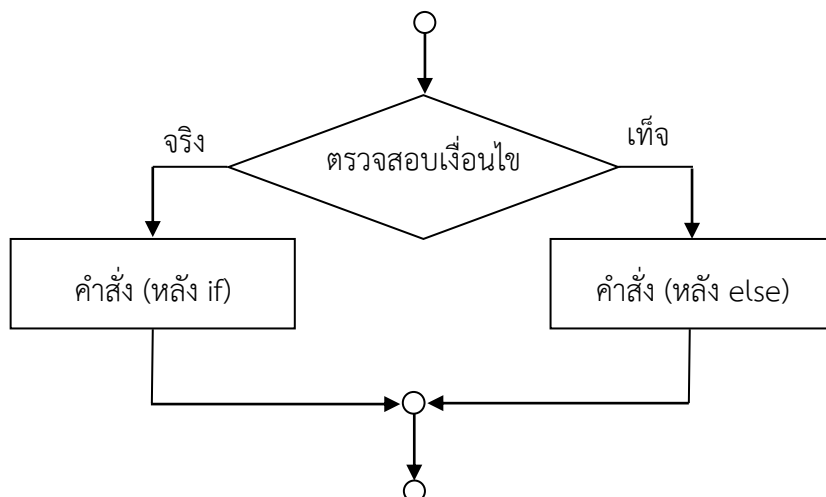 จริง
เท็จ
ตรวจสอบเงื่อนไข
คำสั่ง (หลัง if)
คำสั่ง (หลัง else)